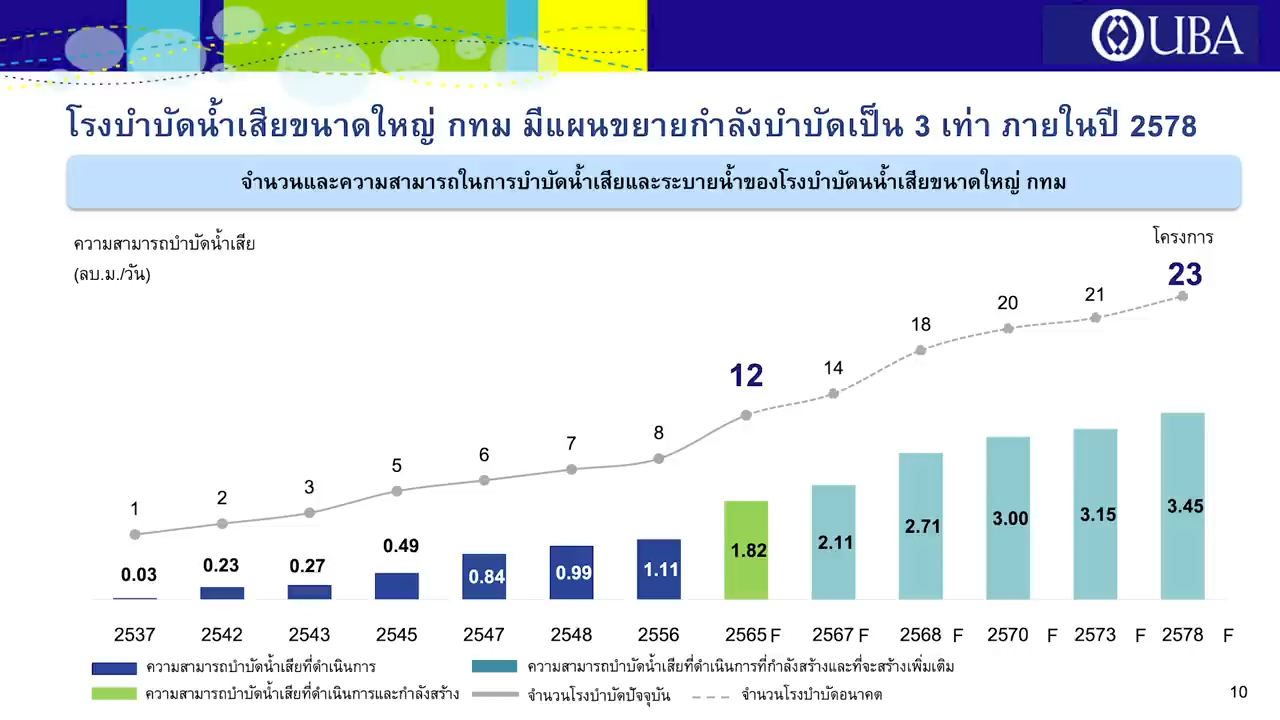 UBA
โรงบำบัดน้ำเสียขนาดใหญ่ กทม มีแผนขยายกำลังบำบัดเป็น 3 เท่า ภายในปี 2578
จำนวนและความสามารถในการบำบัดน้ำเสียและระบายน้ำของโรงบำบัดนน้ำเสียขนาดใหญ่ กทม
ความสามารถบำบัดน้ำเสีย
(ลบ.ม./วัน)
โครงการ
1 2 3 5 6 7 8 12 14 18 20 21 23
0.03 0.23 0.27 0.49 0.84 0.99 1.11 1.82 2.11 2.71 3.00 3.15 3.45
2537 2542 2543 2545 2547 2548 2556 2565 F 2567 F 2568 F 2570 F 2573 F 2578 F
ความสามารถบำบัดน้ำเสียที่ดำเนินการ ความสามารถบำบัดน้ำเสียที่ดำเนินการที่กำลังสร้างและที่จะสร้างเพิ่มเติม
ความสามารถบำบัดน้ำเสียที่ดำเนินการและกำลังสร้าง จำนวนโรงบำบัดปัจจุบัน จำนวนโรงบำบัดอนาคต
10